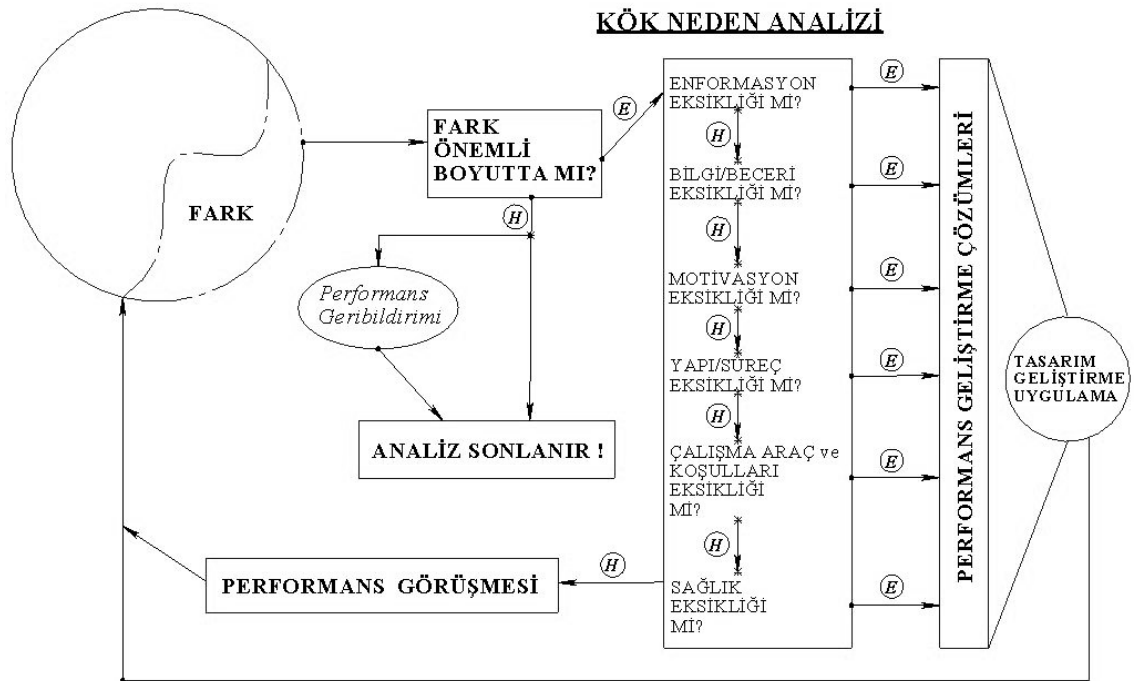 KÖK NEDEN ANALİZİ
FARK
FARK
ÖNEMLİ
BOYUTTA MI?
E
H
Performans
Geribildirimi
ANALİZ SONLANIR !
ENFORMASYON
EKSİKLİĞİ Mİ?
E
H
BİLGİ/BECERİ
EKSİKLİĞİ Mİ?
E
H
MOTİVASYON
EKSİKLİĞİ Mİ?
E
H
YAPI/SÜREÇ
EKSİKLİĞİ Mİ?
E
H
ÇALIŞMA ARAÇ ve
KOŞULLARI
EKSİKLİĞİ
Mİ?
E
H
SAĞLIK
EKSİKLİĞİ
Mİ?
E
H
PERFORMANS GÖRÜŞMESİ
PERFORMANS GELİŞTİRME ÇÖZÜMLERİ
TASARIM
GELİŞTİRME
UYGULAMA